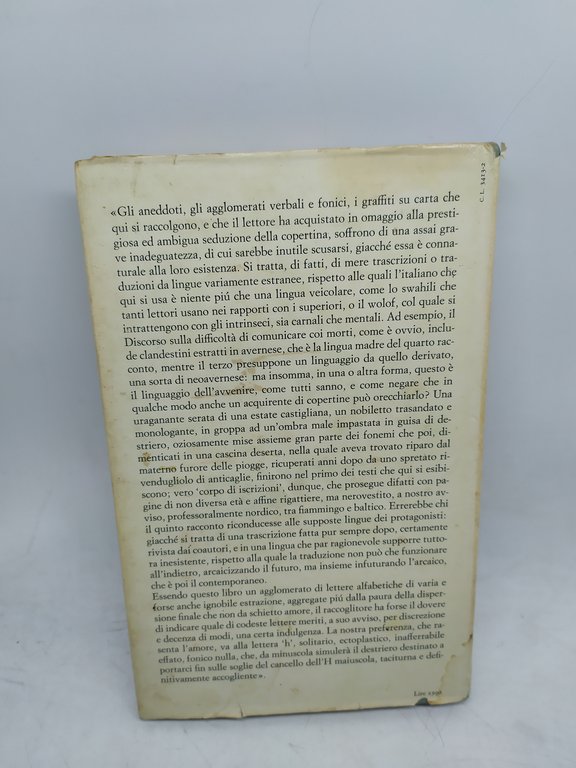 C. L. 3413-2
«Gli aneddoti, gli agglomerati verbali e fonici, i graffiti su carta che
qui si raccolgono, e che il lettore ha acquistato in omaggio alla presti-
giosa ed ambigua seduzione della copertina, soffrono di una assai gra-
ve inadeguatezza, di cui sarebbe inutile scusarsi, giacché essa è conna-
turale alla loro esistenza. Si tratta, di fatti, di mere trascrizioni o tra-
duzioni da lingue variamente estranee, rispetto alle quali l'italiano che
qui si usa è niente piú che una lingua veicolare, come lo swahili che
tanti lettori usano nei rapporti con i superiori, o il wolof, col quale si
intrattengono con gli intrinseci, sia carnali che mentali. Ad esempio, il
Discorso sulla difficoltà di comunicare coi morti, come è ovvio, inclu-
de clandestini estratti in avernese, che è la lingua madre del quarto rac-
conto, mentre il terzo presuppone un linguaggio da quello derivato,
una sorta di neoavernese: ma insomma, in una o altra forma, questo è
il linguaggio dell'avvenire, come tutti sanno, e come negare che in
qualche modo anche un acquirente di copertine può orecchiarlo? Una
uraganante serata di una estate castigliana, un nobiletto trasandato e
monologante, in groppa ad un'ombra male impastata in guisa di de-
striero, oziosamente mise assieme gran parte dei fonemi che poi, di-
menticati in una cascina deserta, nella quale aveva trovato riparo dal
materno furore delle piogge, ricuperati anni dopo da uno spretato ri-
vendugliolo di anticaglie, finirono nel primo dei testi che qui si esibi-
scono; vero 'corpo di iscrizioni', dunque, che prosegue difatti con pa-
gine di non diversa età e affine rigattiere, ma nerovestito, a nostro av-
viso, professoralmente nordico, tra fiammingo e baltico. Errerebbe chi
il quinto racconto riconducesse alle supposte lingue dei protagonisti:
giacché si tratta di una trascrizione fatta pur sempre dopo, certamente
rivista dai coautori, e in una lingua che par ragionevole supporre tutto-
ra inesistente, rispetto alla quale la traduzione non può che funzionare
all'indietro, arcaicizzando il futuro, ma insieme infuturando l'arcaico,
che è poi il contemporaneo.
Essendo questo libro un agglomerato di lettere alfabetiche di varia e
forse anche ignobile estrazione, aggregate piú dalla paura della disper-
sione finale che non da schietto amore, il raccoglitore ha forse il dovere
di indicare quale di codeste lettere meriti, a suo avviso, per discrezione
e decenza di modi, una certa indulgenza. La nostra preferenza, che ra-
senta l'amore, va alla lettera 'h', solitario, ectoplastico, inafferrabile
effato, fonico nulla, che, da minuscola simulerà il destriero destinato a
portarci fin sulle soglie del cancello dell'H maiuscola, taciturna e defi-
nitivamente accogliente».
Lire